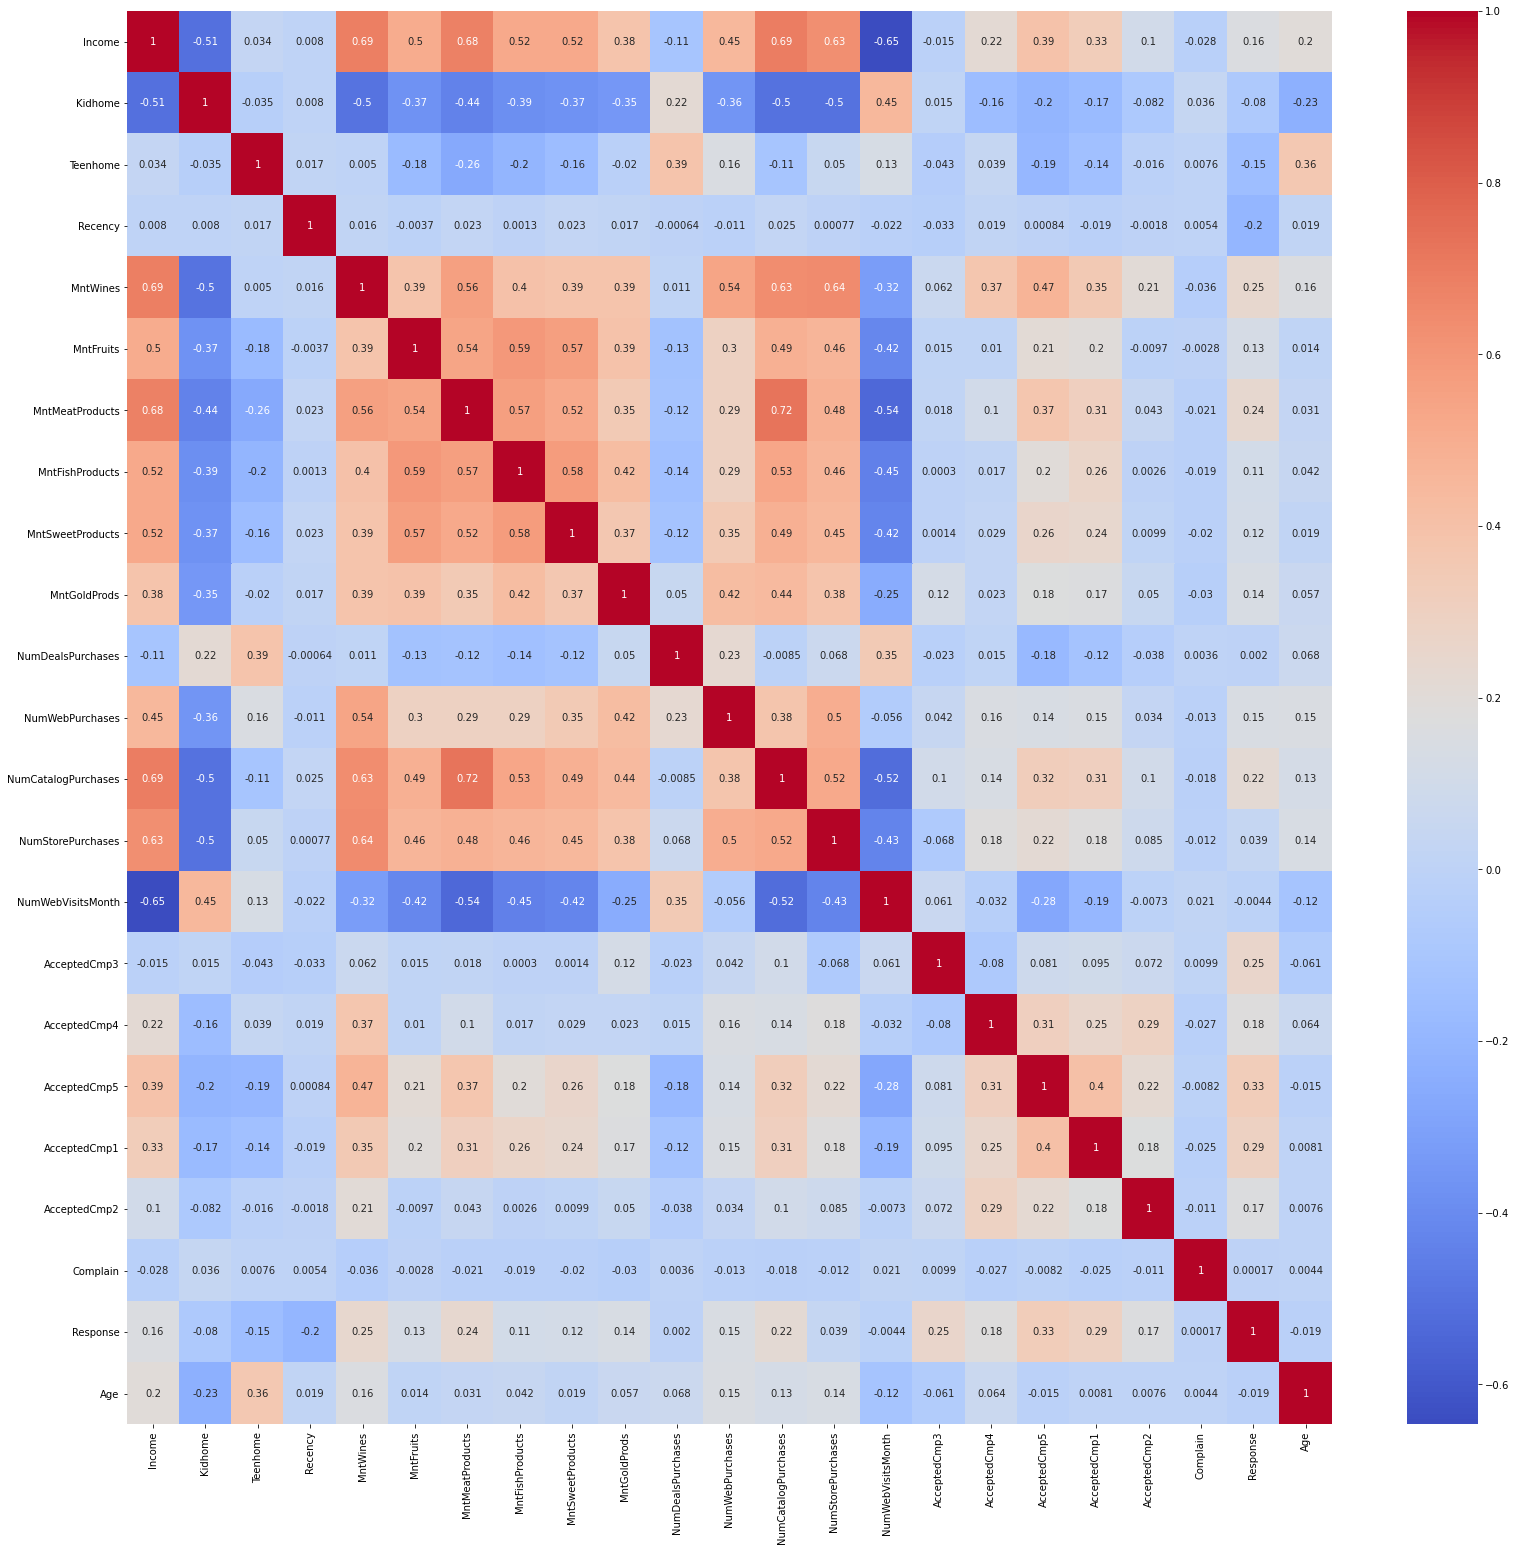 Income 1 -0.51 0.034 0.008 0.69 0.5 0.68 0.52 0.52 0.38 -0.11 0.45 0.69 0.63 -0.65 -0.015 0.22 0.39 0.33 0.1 -0.028 0.16 0.2
Kidhome -0.51 1 -0.035 0.008 -0.5 -0.37 -0.44 -0.39 -0.37 -0.35 0.22 -0.36 -0.5 -0.5 0.45 0.015 -0.16 -0.2 -0.17 -0.082 0.036 -0.08 -0.23
Teenhome 0.034 -0.035 1 0.017 0.005 -0.18 -0.26 -0.2 -0.16 -0.02 0.39 0.16 -0.11 0.05 0.13 -0.043 0.039 -0.19 -0.14 -0.016 0.0076 -0.15 0.36
Recency 0.008 0.008 0.017 1 0.016 -0.0037 0.023 0.0013 0.023 0.017 -0.00064 -0.011 0.025 0.00077 -0.022 -0.033 0.019 0.00084 -0.019 -0.0018 0.0054 -0.2 0.019
MntWines 0.69 -0.5 0.005 0.016 1 0.39 0.56 0.4 0.39 0.39 0.011 0.54 0.63 0.64 -0.32 0.062 0.37 0.47 0.35 0.21 -0.036 0.25 0.16
MntFruits 0.5 -0.37 -0.18 -0.0037 0.39 1 0.54 0.59 0.57 0.39 -0.13 0.3 0.49 0.46 -0.42 0.015 0.01 0.21 0.2 -0.0097 -0.0028 0.13 0.014
MntMeatProducts 0.68 -0.44 -0.26 0.023 0.56 0.54 1 0.57 0.52 0.35 -0.12 0.29 0.72 0.48 -0.54 0.018 0.1 0.37 0.31 0.043 -0.021 0.24 0.031
MntFishProducts 0.52 -0.39 -0.2 0.0013 0.4 0.59 0.57 1 0.58 0.42 -0.14 0.29 0.53 0.46 -0.45 0.0003 0.017 0.2 0.26 0.0026 -0.019 0.11 0.042
MntSweetProducts 0.52 -0.37 -0.16 0.023 0.39 0.57 0.52 0.58 1 0.37 -0.12 0.35 0.49 0.45 -0.42 0.0014 0.029 0.26 0.24 0.0099 -0.02 0.12 0.019
MntGoldProds 0.38 -0.35 -0.02 0.017 0.39 0.39 0.35 0.42 0.37 1 0.05 0.42 0.44 0.38 -0.25 0.12 0.023 0.18 0.17 0.05 -0.03 0.14 0.057
NumDealsPurchases -0.11 0.22 0.39 -0.00064 0.011 -0.13 -0.12 -0.14 -0.12 0.05 1 0.23 -0.0085 0.068 0.35 -0.023 0.015 -0.18 -0.12 -0.038 0.0036 0.002 0.068
NumWebPurchases 0.45 -0.36 0.16 -0.011 0.54 0.3 0.29 0.29 0.35 0.42 0.23 1 0.38 0.5 -0.056 0.042 0.16 0.14 0.15 0.034 -0.013 0.15 0.15
NumCatalogPurchases 0.69 -0.5 -0.11 0.025 0.63 0.49 0.72 0.53 0.49 0.44 -0.0085 0.38 1 0.52 -0.52 0.1 0.14 0.32 0.31 0.1 -0.018 0.22 0.13
NumStorePurchases 0.63 -0.5 0.05 0.00077 0.64 0.46 0.48 0.46 0.45 0.38 0.068 0.5 0.52 1 -0.43 -0.068 0.18 0.22 0.18 0.085 -0.012 0.039 0.14
NumWebVisitsMonth -0.65 0.45 0.13 -0.022 -0.32 -0.42 -0.54 -0.45 -0.42 -0.25 0.35 -0.056 -0.52 -0.43 1 0.061 -0.032 -0.28 -0.19 -0.0073 0.021 -0.0044 -0.12
AcceptedCmp3 -0.015 0.015 -0.043 -0.033 0.062 0.015 0.018 0.0003 0.0014 0.12 -0.023 0.042 0.1 -0.068 0.061 1 -0.08 0.081 0.095 0.072 0.0099 0.25 -0.061
AcceptedCmp4 0.22 -0.16 0.039 0.019 0.37 0.01 0.1 0.017 0.029 0.023 0.015 0.16 0.14 0.18 -0.032 -0.08 1 0.31 0.25 0.29 -0.027 0.18 0.064
AcceptedCmp5 0.39 -0.2 -0.19 0.00084 0.47 0.21 0.37 0.2 0.26 0.18 -0.18 0.14 0.32 0.22 -0.28 0.081 0.31 1 0.4 0.22 -0.0082 0.33 -0.015
AcceptedCmp1 0.33 -0.17 -0.14 -0.019 0.35 0.2 0.31 0.26 0.24 0.17 -0.12 0.15 0.31 0.18 -0.19 0.095 0.25 0.4 1 0.18 -0.025 0.29 0.0081
AcceptedCmp2 0.1 -0.082 -0.016 -0.0018 0.21 -0.0097 0.043 0.0026 0.0099 0.05 -0.038 0.034 0.1 0.085 -0.0073 0.072 0.29 0.22 0.18 1 -0.011 0.17 0.0076
Complain -0.028 0.036 0.0076 0.0054 -0.036 -0.0028 -0.021 -0.019 -0.02 -0.03 0.0036 -0.013 -0.018 -0.012 0.021 0.0099 -0.027 -0.0082 -0.025 -0.011 1 0.00017 0.0044
Response 0.16 -0.08 -0.15 -0.2 0.25 0.13 0.24 0.11 0.12 0.14 0.002 0.15 0.22 0.039 -0.0044 0.25 0.18 0.33 0.29 0.17 0.00017 1 -0.019
Age 0.2 -0.23 0.36 0.019 0.16 0.014 0.031 0.042 0.019 0.057 0.068 0.15 0.13 0.14 -0.12 -0.061 0.064 -0.015 0.0081 0.0076 0.0044 -0.019 1
Income
Kidhome
Teenhome
Recency
MntWines
MntFruits
MntMeatProducts
MntFishProducts
MntSweetProducts
MntGoldProds
NumDealsPurchases
NumWebPurchases
NumCatalogPurchases
NumStorePurchases
NumWebVisitsMonth
AcceptedCmp3
AcceptedCmp4
AcceptedCmp5
AcceptedCmp1
AcceptedCmp2
Complain
Response
Age
1.0
0.8
0.6
0.4
0.2
0.0
−0.2
−0.4
−0.6